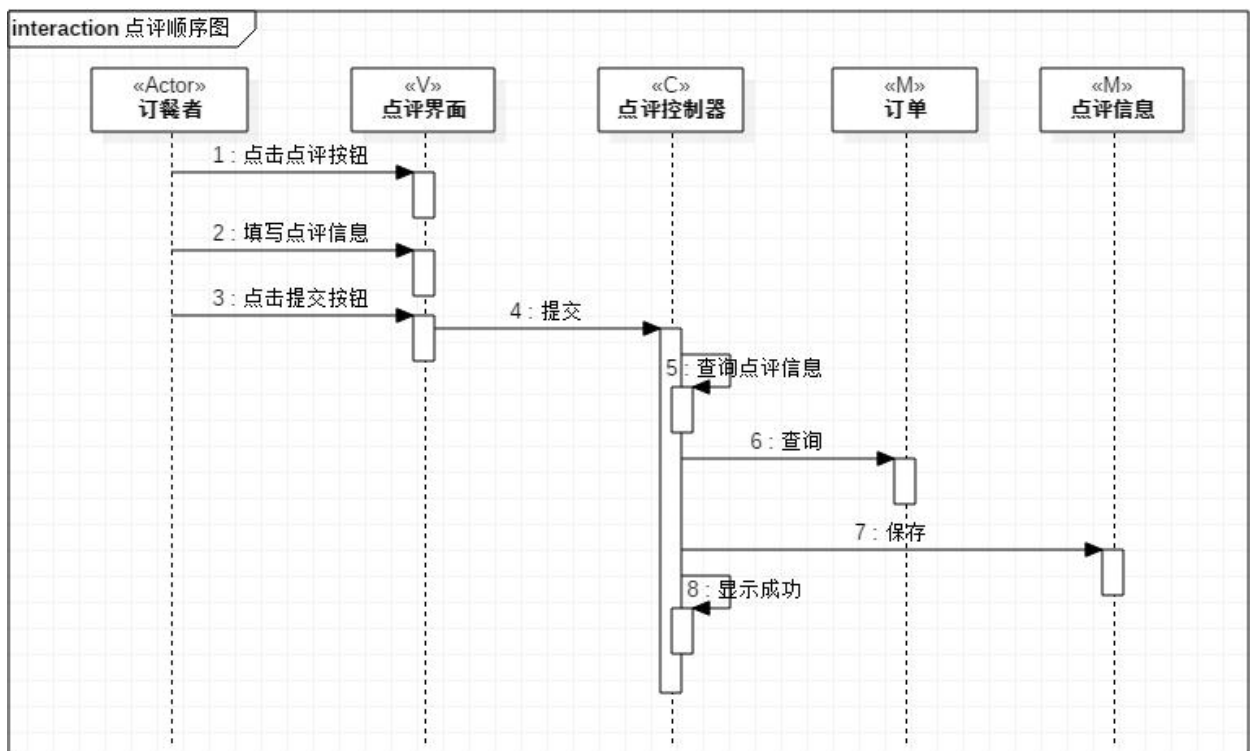 interaction 点评顺序图
«Actor»
订餐者
«V»
点评界面
«C»
点评控制器
«M»
订单
«M»
点评信息
1 : 点击点评按钮
2 : 填写点评信息
3 : 点击提交按钮
4 : 提交
5 : 查询点评信息
6 : 查询
7 : 保存
8 : 显示成功